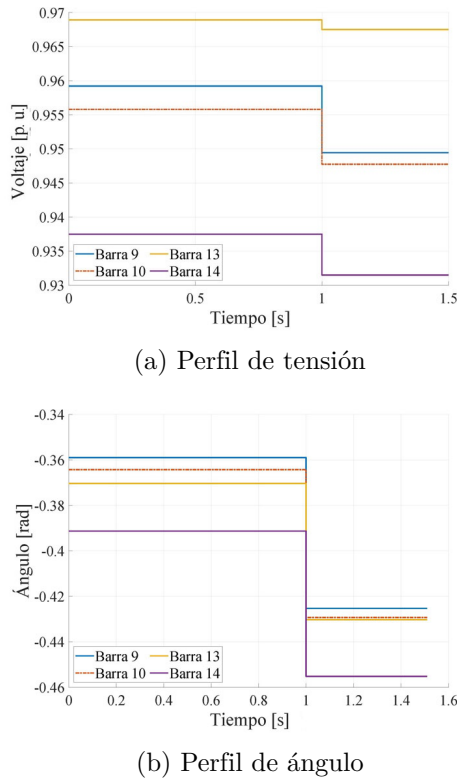 0.97
0.965
0.96
0.955
0.95
0.945
0.94
0.935
0.93
Voltaje [p. u.]
Barra 9 Barra 13
Barra 10 Barra 14
0 0.5 1 1.5
Tiempo [s]
(a) Perfil de tensión
-0.34
-0.36
-0.38
-0.4
-0.42
-0.44
-0.46
Ángulo [rad]
Barra 9 Barra 13
Barra 10 Barra 14
0 0.2 0.4 0.6 0.8 1 1.2 1.4 1.6
Tiempo [s]
(b) Perfil de ángulo